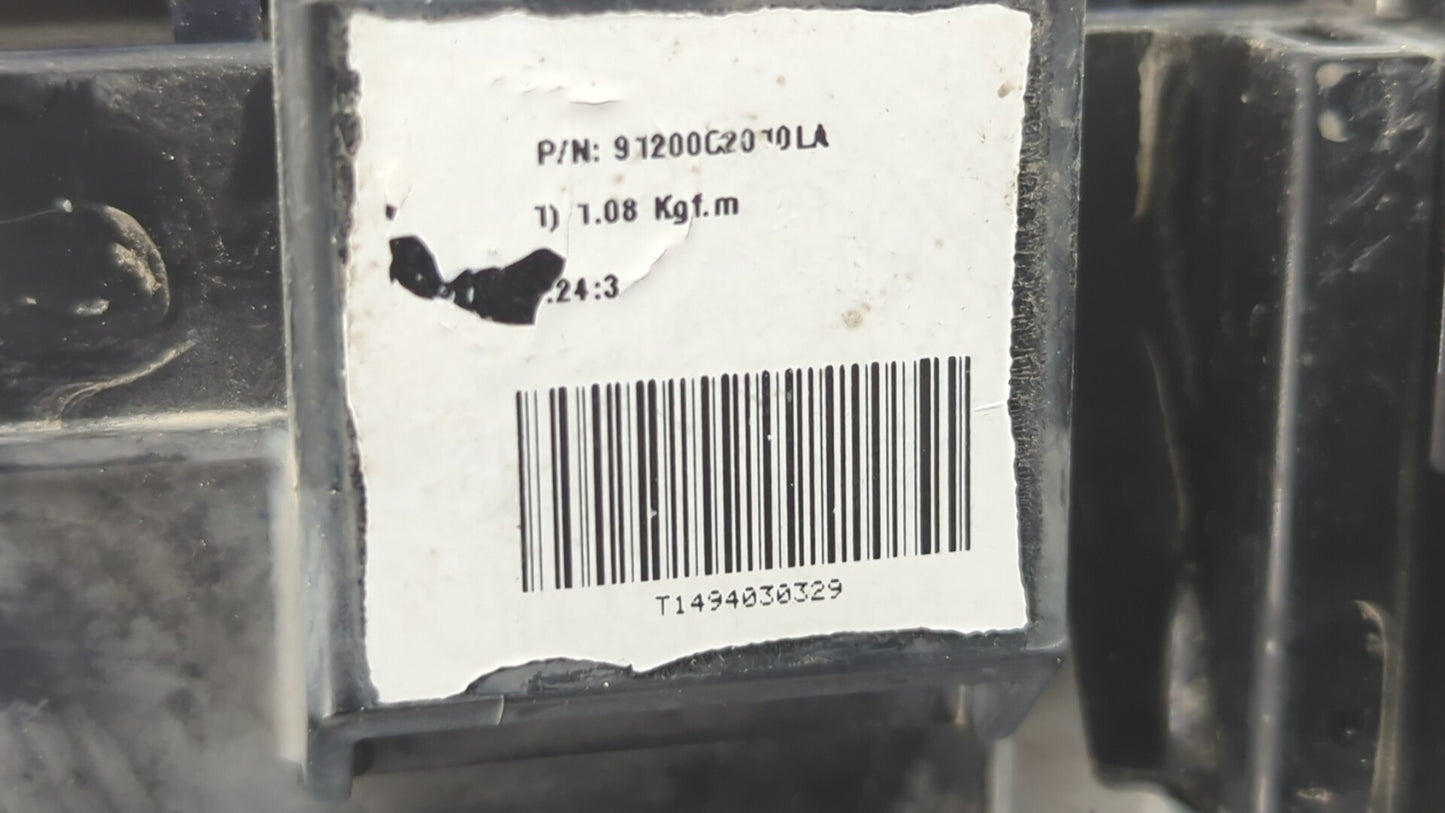 P/N: 91200C2010LA
1) 1.08 Kgf.m
.24:3
T1494030329